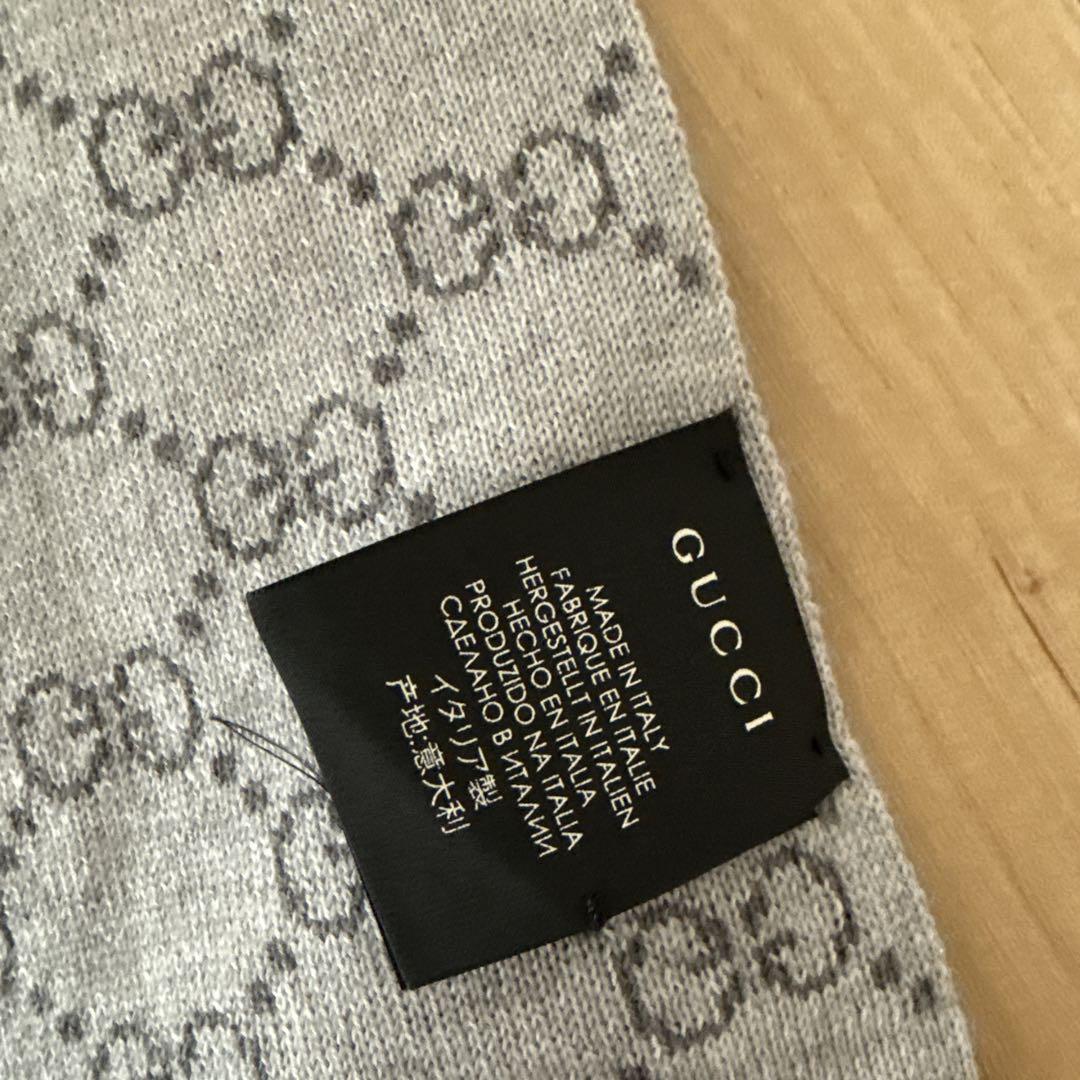 GUCCI
MADE IN ITALY
FABRIQUE EN ITALIE
HERGESTELLT IN ITALIEN
HECHO EN ITALIA
PRODUZIDO NA ITALIA
СДЕЛАНО В ИТАЛИИ
イタリア製
产地:意大利